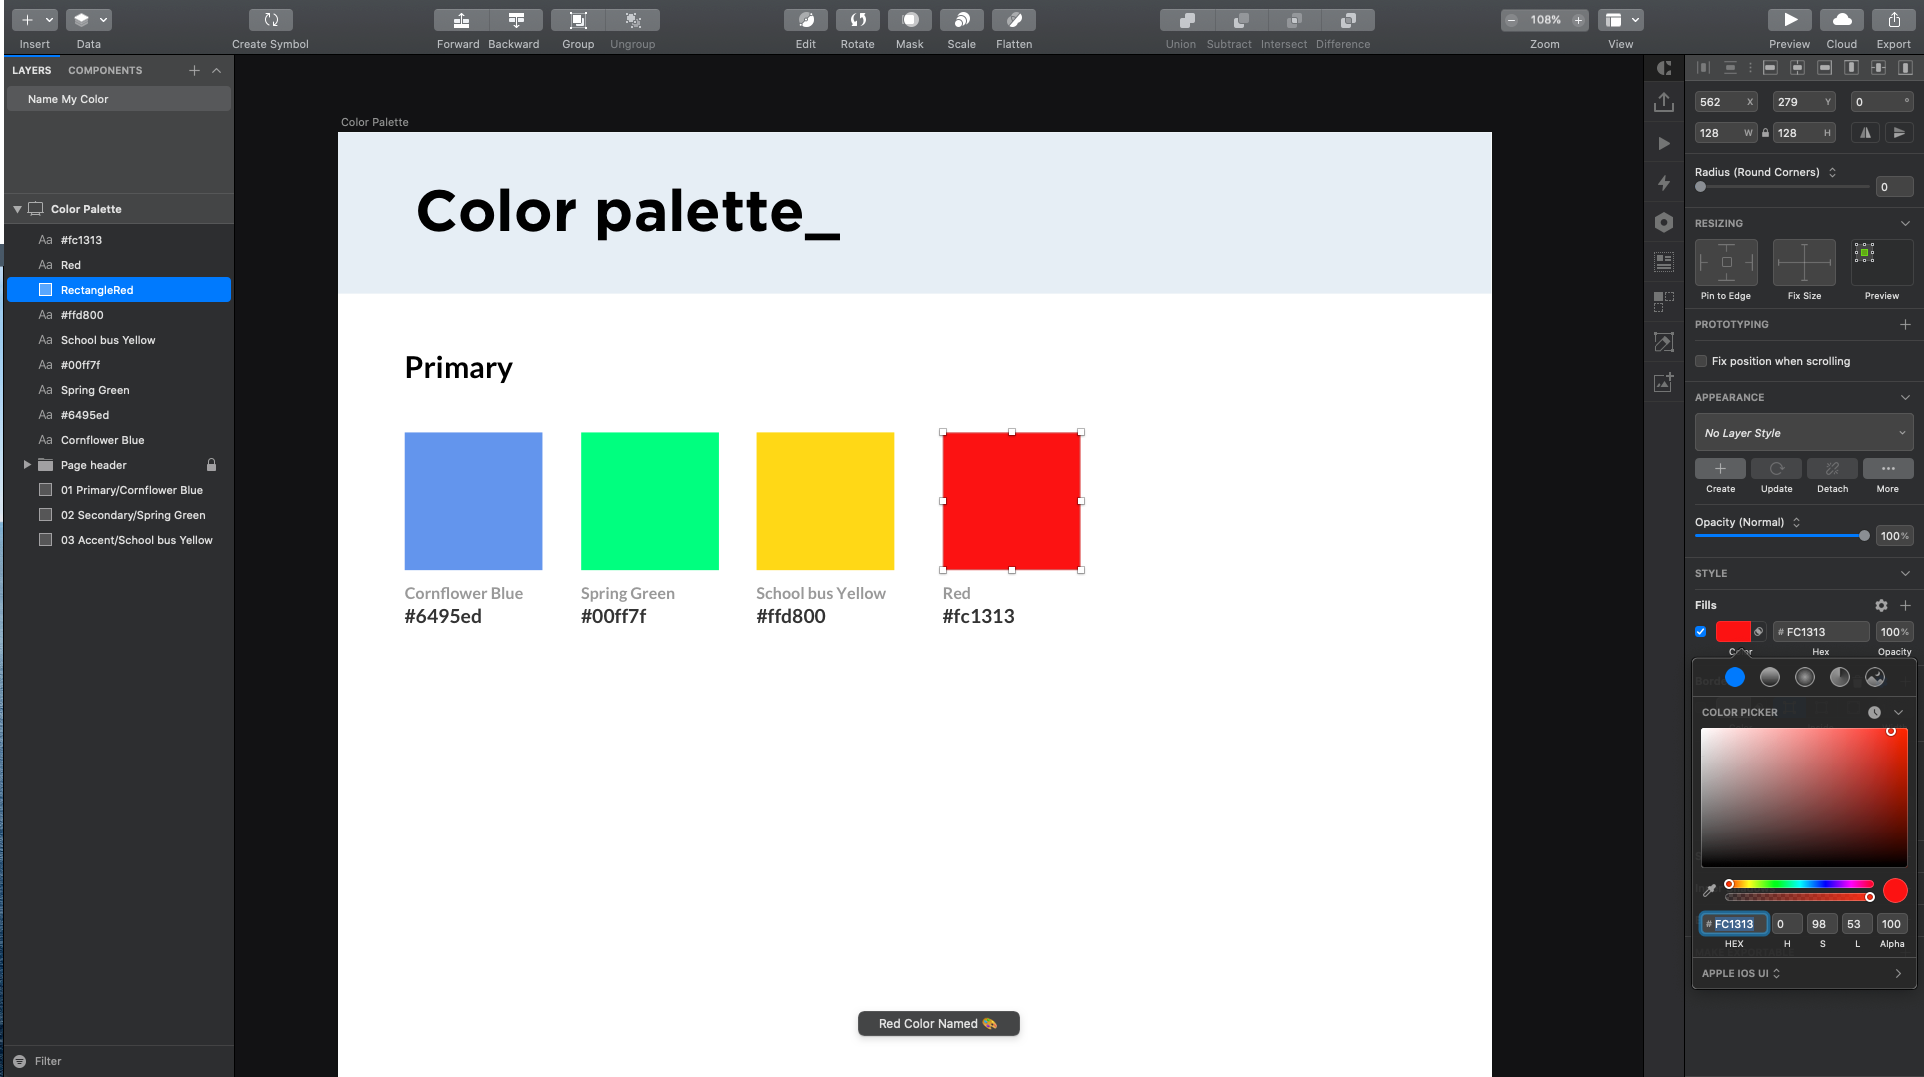 Insert
Data
Create Symbol
Forward
Backward
Group
Ungroup
Edit
Rotate
Mask
Scale
Flatten
Union
Subtract
Intersect
Difference
108%
Zoom
View
Preview
Cloud
Export
LAYERS
COMPONENTS
Name My Color
Color Palette
Aa #fc1313
Aa Red
RectangleRed
Aa #ffd800
Aa School bus Yellow
Aa #00ff7f
Aa Spring Green
Aa #6495ed
Aa Cornflower Blue
Page header
01 Primary/Cornflower Blue
02 Secondary/Spring Green
03 Accent/School bus Yellow
Filter
Color Palette
Color palette_
Primary
Cornflower Blue
#6495ed
Spring Green
#00ff7f
School bus Yellow
#ffd800
Red
#fc1313
Red Color Named 🎨
562 X
279 Y
0 °
128 W
128 H
Radius (Round Corners)
0
RESIZING
Pin to Edge
Fix Size
Preview
PROTOTYPING
Fix position when scrolling
APPEARANCE
No Layer Style
Create
Update
Detach
More
Opacity (Normal)
100%
STYLE
Fills
# FC1313
100%
Color
Hex
Opacity
COLOR PICKER
# FC1313
0
98
53
100
HEX
H
S
L
Alpha
APPLE IOS UI